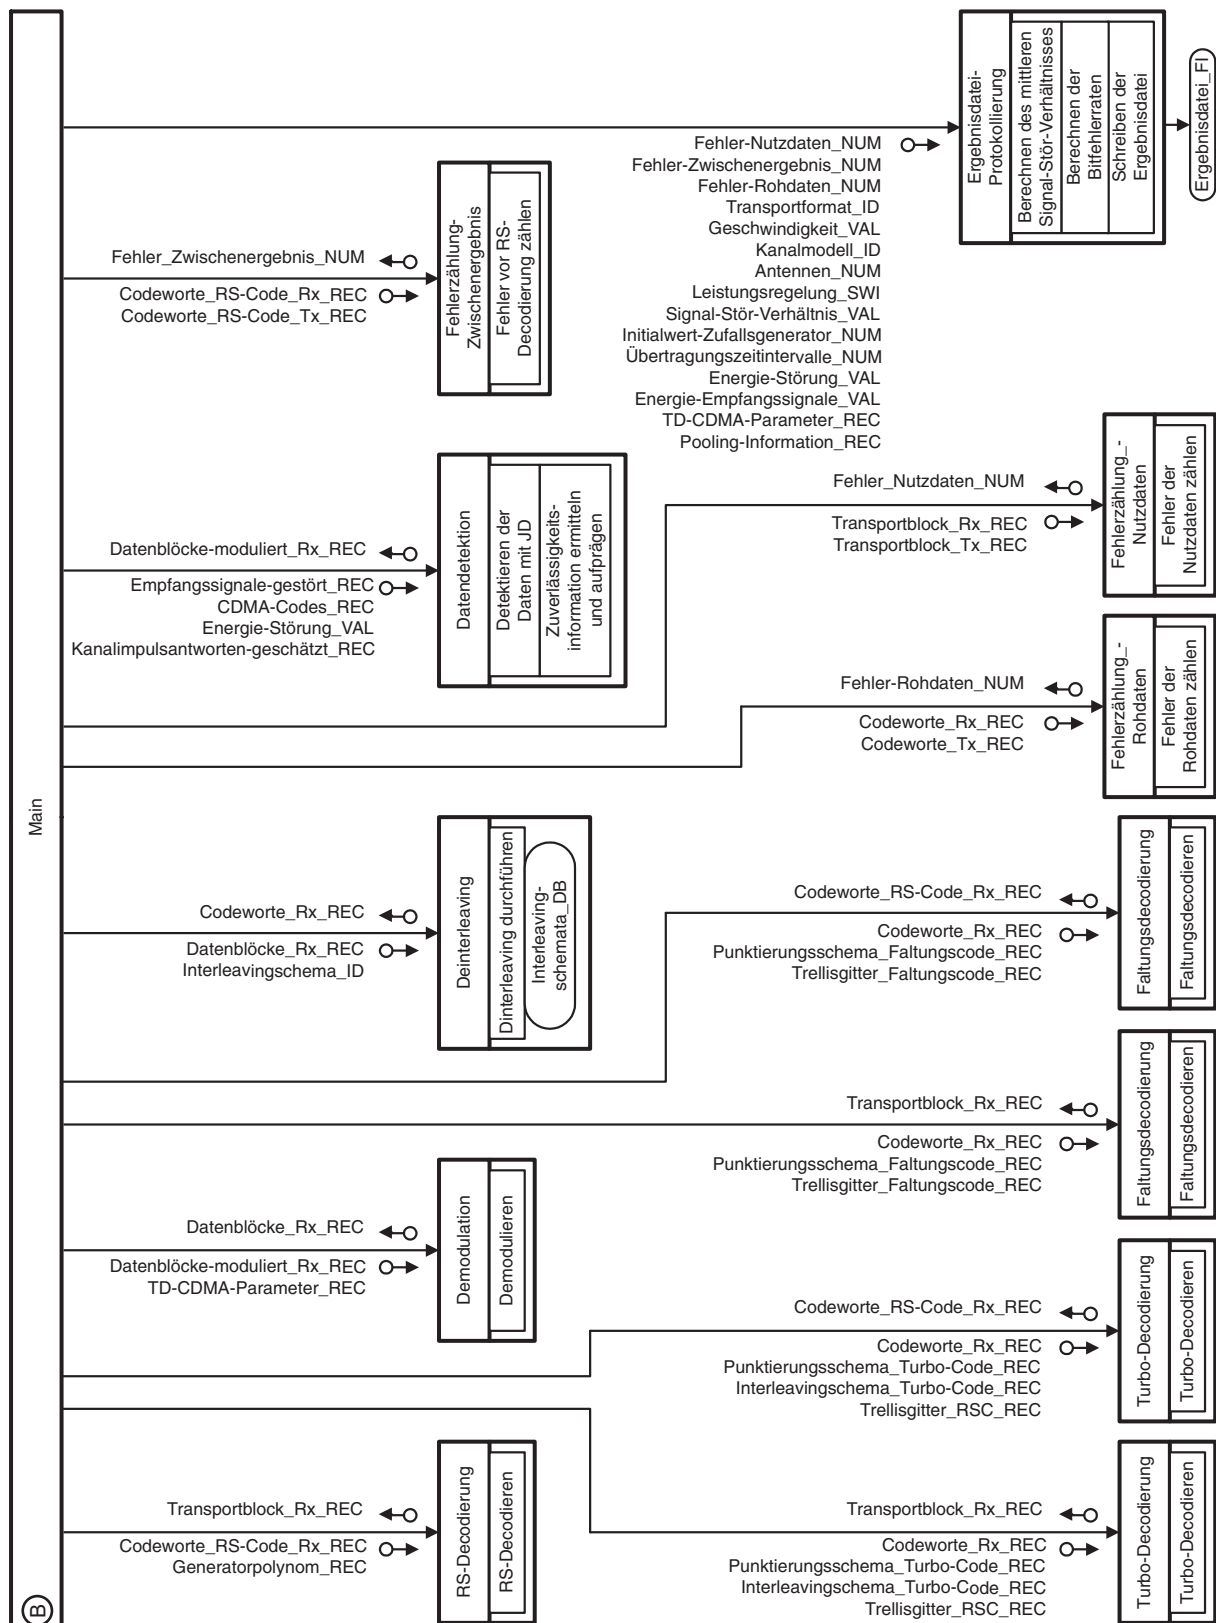 Main
B
Ergebnisdatei-
Protokollierung
Berechnen des mittleren
Signal-Stör-Verhältnisses
Berechnen der
Bitfehlerraten
Schreiben der
Ergebnisdatei
Ergebnisdatei_FI
Fehler-Nutzdaten_NUM
Fehler-Zwischenergebnis_NUM
Fehler-Rohdaten_NUM
Transportformat_ID
Geschwindigkeit_VAL
Kanalmodell_ID
Antennen_NUM
Leistungsregelung_SWI
Signal-Stör-Verhältnis_VAL
Initialwert-Zufallsgenerator_NUM
Übertragungszeitintervalle_NUM
Energie-Störung_VAL
Energie-Empfangssignale_VAL
TD-CDMA-Parameter_REC
Pooling-Information_REC
Fehler_Zwischenergebnis_NUM
Codeworte_RS-Code_Rx_REC
Codeworte_RS-Code_Tx_REC
Fehlerzählung-
Zwischenergebnis
Fehler vor RS-
Decodierung zählen
Datenblöcke-moduliert_Rx_REC
Empfangssignale-gestört_REC
CDMA-Codes_REC
Energie-Störung_VAL
Kanalimpulsantworten-geschätzt_REC
Datendetektion
Detektieren der
Daten mit JD
Zuverlässigkeits-
information ermitteln
und aufprägen
Fehler_Nutzdaten_NUM
Transportblock_Rx_REC
Transportblock_Tx_REC
Fehlerzählung_-
Nutzdaten
Fehler der
Nutzdaten zählen
Fehler-Rohdaten_NUM
Codeworte_Rx_REC
Codeworte_Tx_REC
Fehlerzählung_-
Rohdaten
Fehler der
Rohdaten zählen
Codeworte_Rx_REC
Datenblöcke_Rx_REC
Interleavingschema_ID
Deinterleaving
Dinterleaving durchführen
Interleaving-
schemata_DB
Codeworte_RS-Code_Rx_REC
Codeworte_Rx_REC
Punktierungsschema_Faltungscode_REC
Trellisgitter_Faltungscode_REC
Faltungsdecodierung
Faltungsdecodieren
Transportblock_Rx_REC
Codeworte_Rx_REC
Punktierungsschema_Faltungscode_REC
Trellisgitter_Faltungscode_REC
Faltungsdecodierung
Faltungsdecodieren
Datenblöcke_Rx_REC
Datenblöcke-moduliert_Rx_REC
TD-CDMA-Parameter_REC
Demodulation
Demodulieren
Codeworte_RS-Code_Rx_REC
Codeworte_Rx_REC
Punktierungsschema_Turbo-Code_REC
Interleavingschema_Turbo-Code_REC
Trellisgitter_RSC_REC
Turbo-Decodierung
Turbo-Decodieren
Transportblock_Rx_REC
Codeworte_RS-Code_Rx_REC
Generatorpolynom_REC
RS-Decodierung
RS-Decodieren
Transportblock_Rx_REC
Codeworte_Rx_REC
Punktierungsschema_Turbo-Code_REC
Interleavingschema_Turbo-Code_REC
Trellisgitter_RSC_REC
Turbo-Decodierung
Turbo-Decodieren